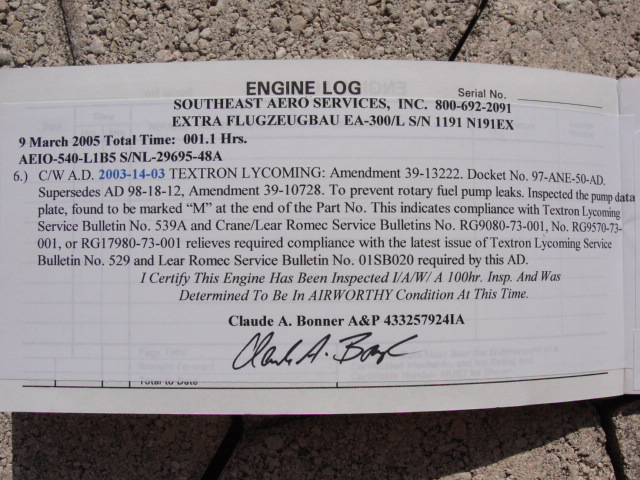 ENGINE LOG
Serial No.
SOUTHEAST AERO SERVICES, INC. 800-692-2091
EXTRA FLUGZEUGBAU EA-300/L S/N 1191 N191EX
9 March 2005 Total Time: 001.1 Hrs.
AEIO-540-L1B5 S/NL-29695-48A
6.) C/W A.D. 2003-14-03 TEXTRON LYCOMING: Amendment 39-13222. Docket No. 97-ANE-50-AD.
Supersedes AD 98-18-12, Amendment 39-10728. To prevent rotary fuel pump leaks. Inspected the pump data
plate, found to be marked “M” at the end of the Part No. This indicates compliance with Textron Lycoming
Service Bulletin No. 539A and Crane/Lear Romec Service Bulletins No. RG9080-73-001, No. RG9570-73-
001, or RG17980-73-001 relieves required compliance with the latest issue of Textron Lycoming Service
Bulletin No. 529 and Lear Romec Service Bulletin No. 01SB020 required by this AD.
I Certify This Engine Has Been Inspected I/A/W/ A 100hr. Insp. And Was
Determined To Be In AIRWORTHY Condition At This Time.
Claude A. Bonner A&P 433257924IA
Total to Date